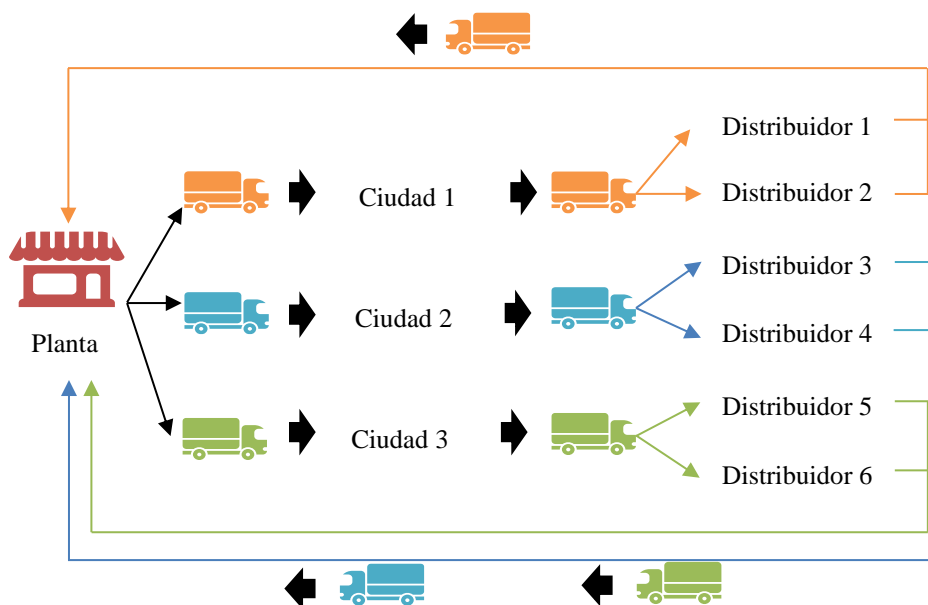 Distribuidor 1
Ciudad 1
Distribuidor 2
Planta
Ciudad 2
Distribuidor 3
Distribuidor 4
Ciudad 3
Distribuidor 5
Distribuidor 6